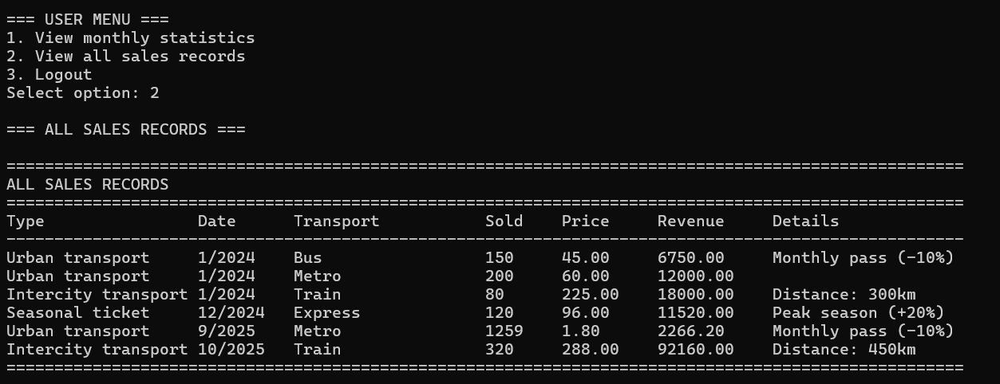 === USER MENU ===
1. View monthly statistics
2. View all sales records
3. Logout
Select option: 2
=== ALL SALES RECORDS ===
====================================================================================================
ALL SALES RECORDS
====================================================================================================
Type                Date      Transport           Sold    Price     Revenue     Details
----------------------------------------------------------------------------------------------------
Urban transport     1/2024    Bus                 150     45.00     6750.00     Monthly pass (-10%)
Urban transport     1/2024    Metro               200     60.00     12000.00
Intercity transport 1/2024    Train               80      225.00    18000.00    Distance: 300km
Seasonal ticket     12/2024   Express             120     96.00     11520.00    Peak season (+20%)
Urban transport     9/2025    Metro               1259    1.80      2266.20     Monthly pass (-10%)
Intercity transport 10/2025   Train               320     288.00    92160.00    Distance: 450km
====================================================================================================